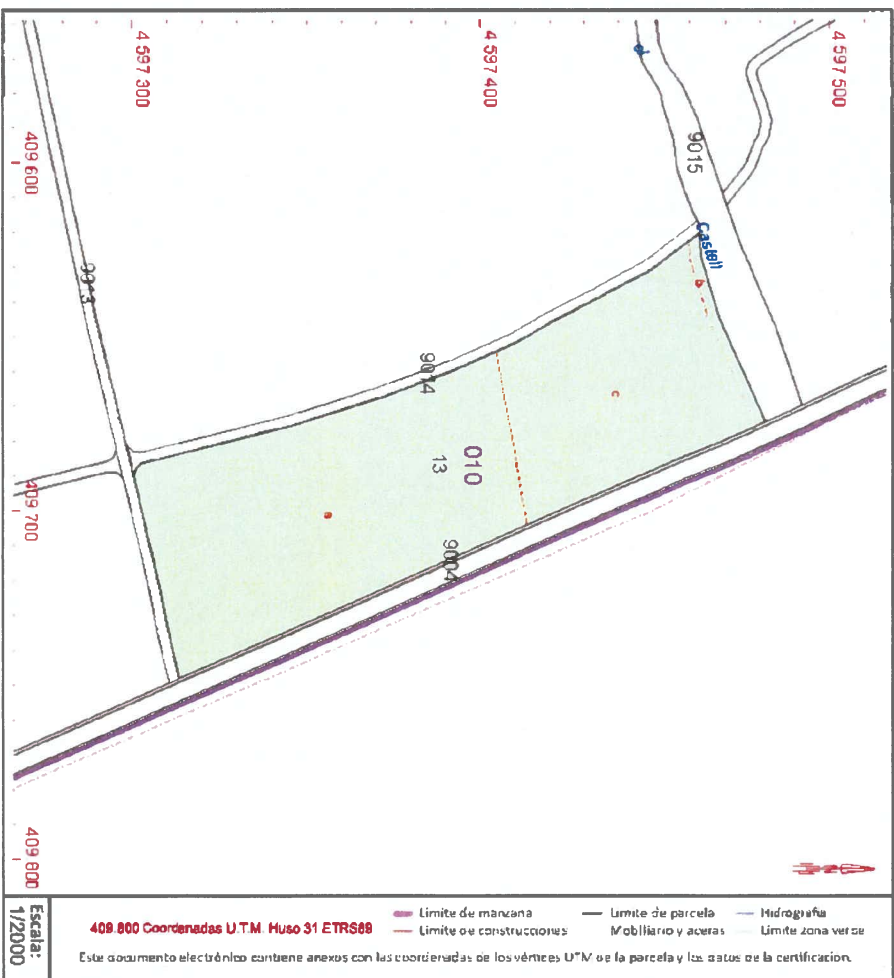 4.597.300
4.597.400
4.597.500
409.600
409.700
409.800
9015
Castell
9013
9014
010
13
c
9004
Escala:
1/2000
409.800 Coordenadas U.T.M. Huso 31 ETRS89
Limite de manzana
Limite de construcciones
Limite de parcela
Mobiliario y aceras
Hidrografía
Límite zona verde
Este documento electrónico contiene anexos con las coordenadas de los vértices UTM de la parcela y los datos de la certificación.